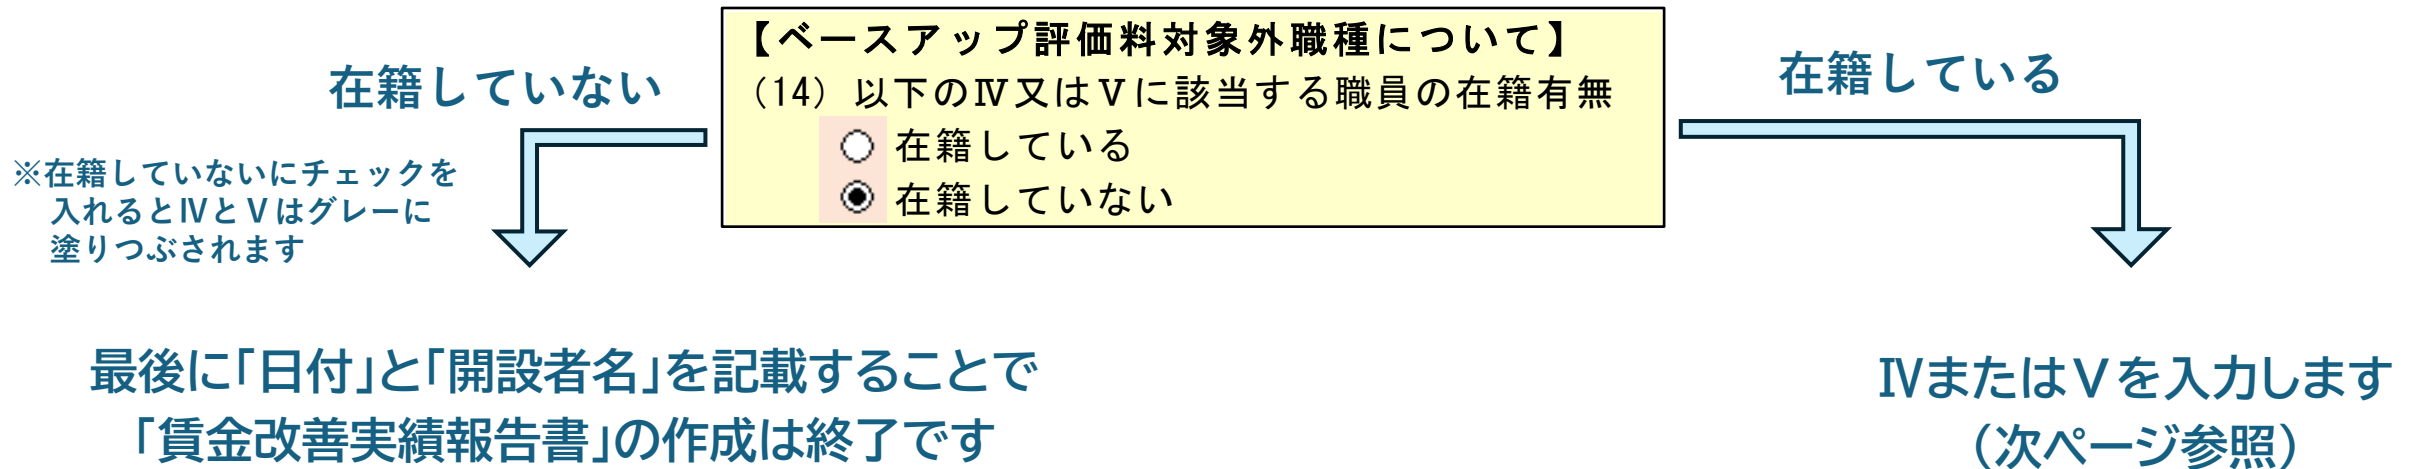 【ベースアップ評価料対象外職種について】
（14）以下のⅣ又はⅤに該当する職員の在籍有無
在籍している
在籍していない
在籍していない
※在籍していないにチェックを
入れるとⅣとⅤはグレーに
塗りつぶされます
最後に「日付」と「開設者名」を記載することで
「賃金改善実績報告書」の作成は終了です
在籍している
ⅣまたはⅤを入力します
（次ページ参照）